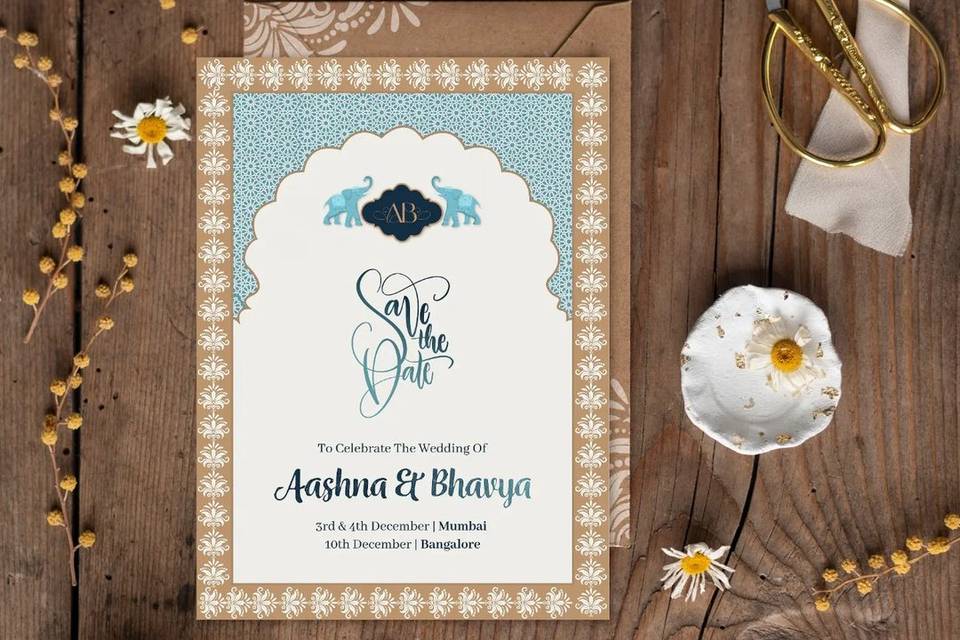 AB
Save
the
Date
To Celebrate The Wedding Of
Aashna & Bhavya
3rd & 4th December | Mumbai
10th December | Bangalore